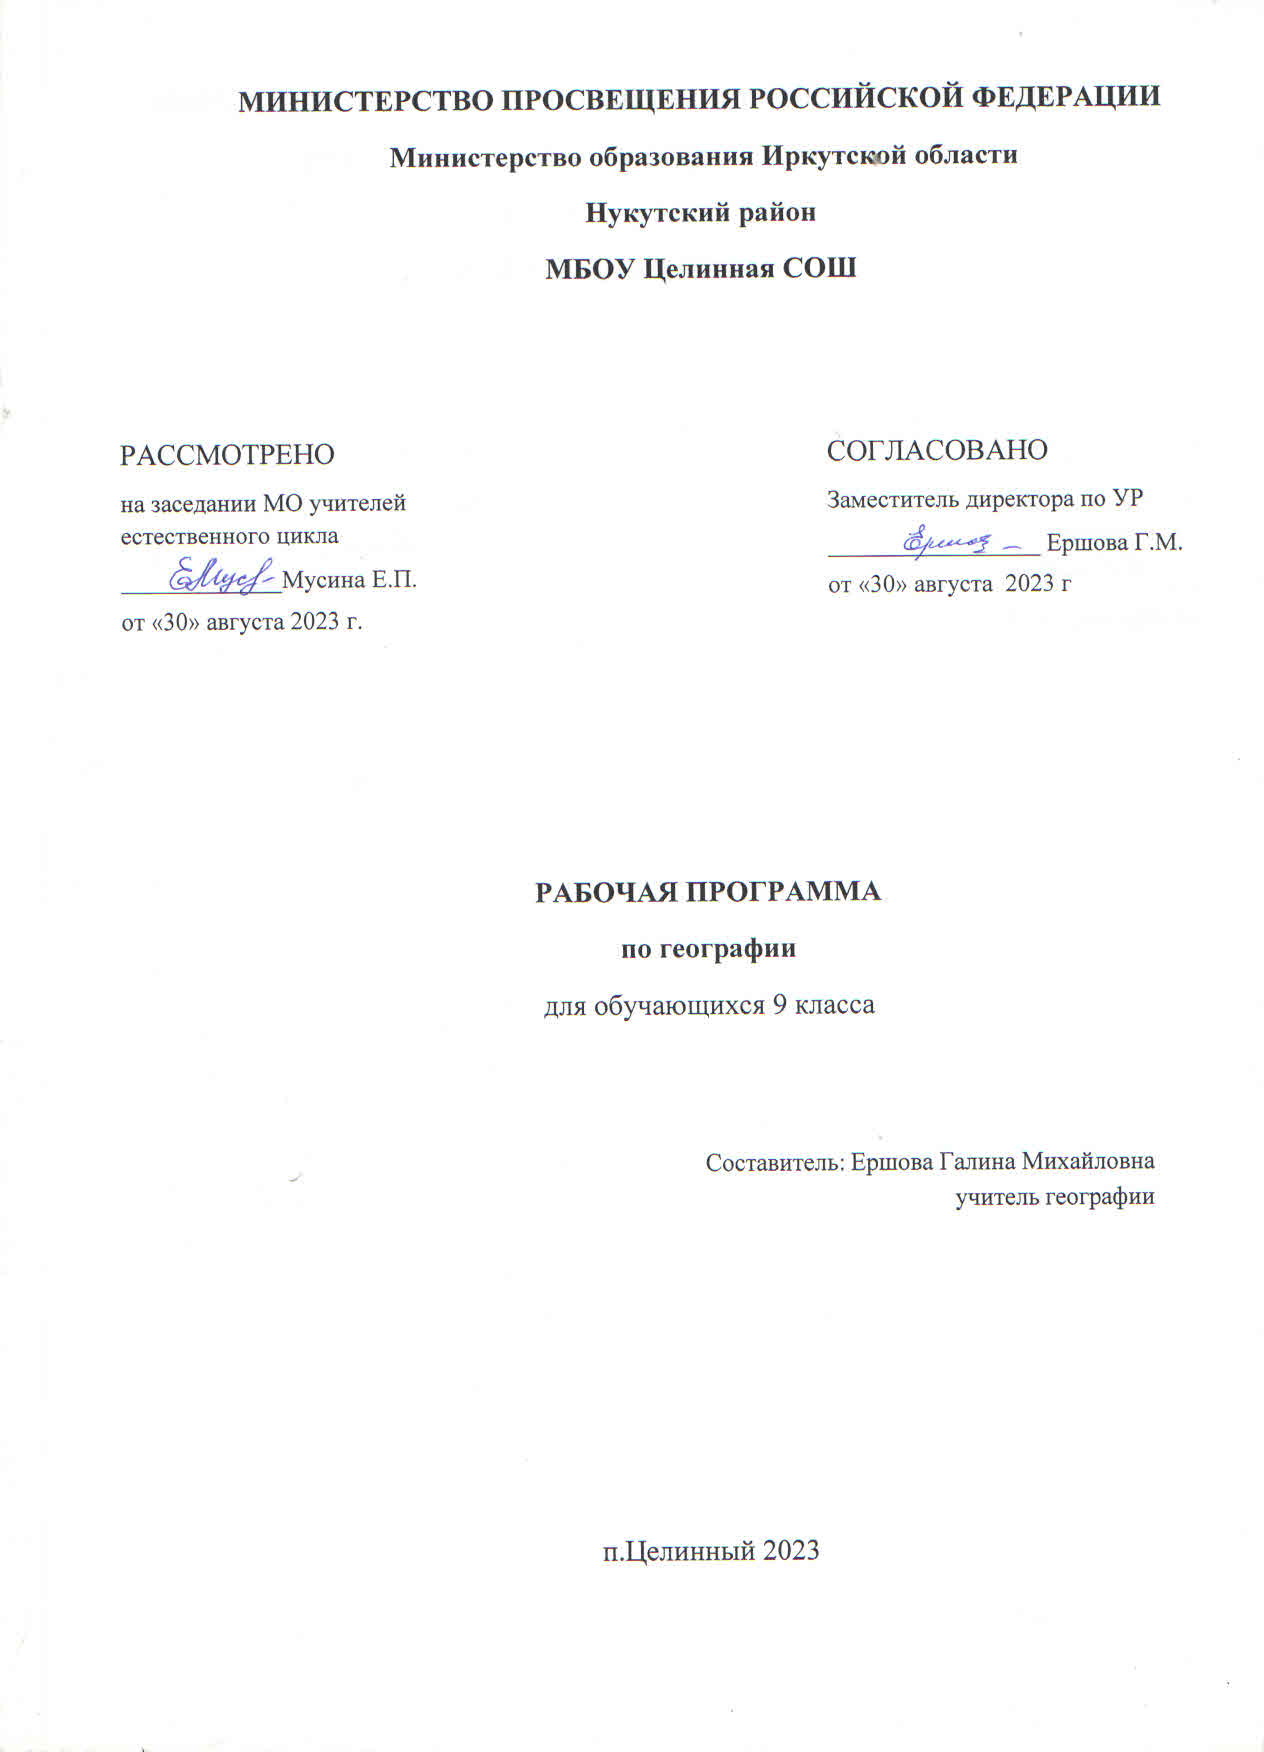 МИНИСТЕРСТВО ПРОСВЕЩЕНИЯ РОССИЙСКОЙ ФЕДЕРАЦИИ
Министерство образования Иркутской области
Нукутский район
МБОУ Целинная СОШ
РАССМОТРЕНО
на заседании МО учителей
естественного цикла
Мусина Е.П.
от «30» августа 2023 г.
СОГЛАСОВАНО
Заместитель директора по УР
Ершова Г.М.
от «30» августа 2023 г
РАБОЧАЯ ПРОГРАММА
по географии
для обучающихся 9 класса
Составитель: Ершова Галина Михайловна
учитель географии
п.Целинный 2023